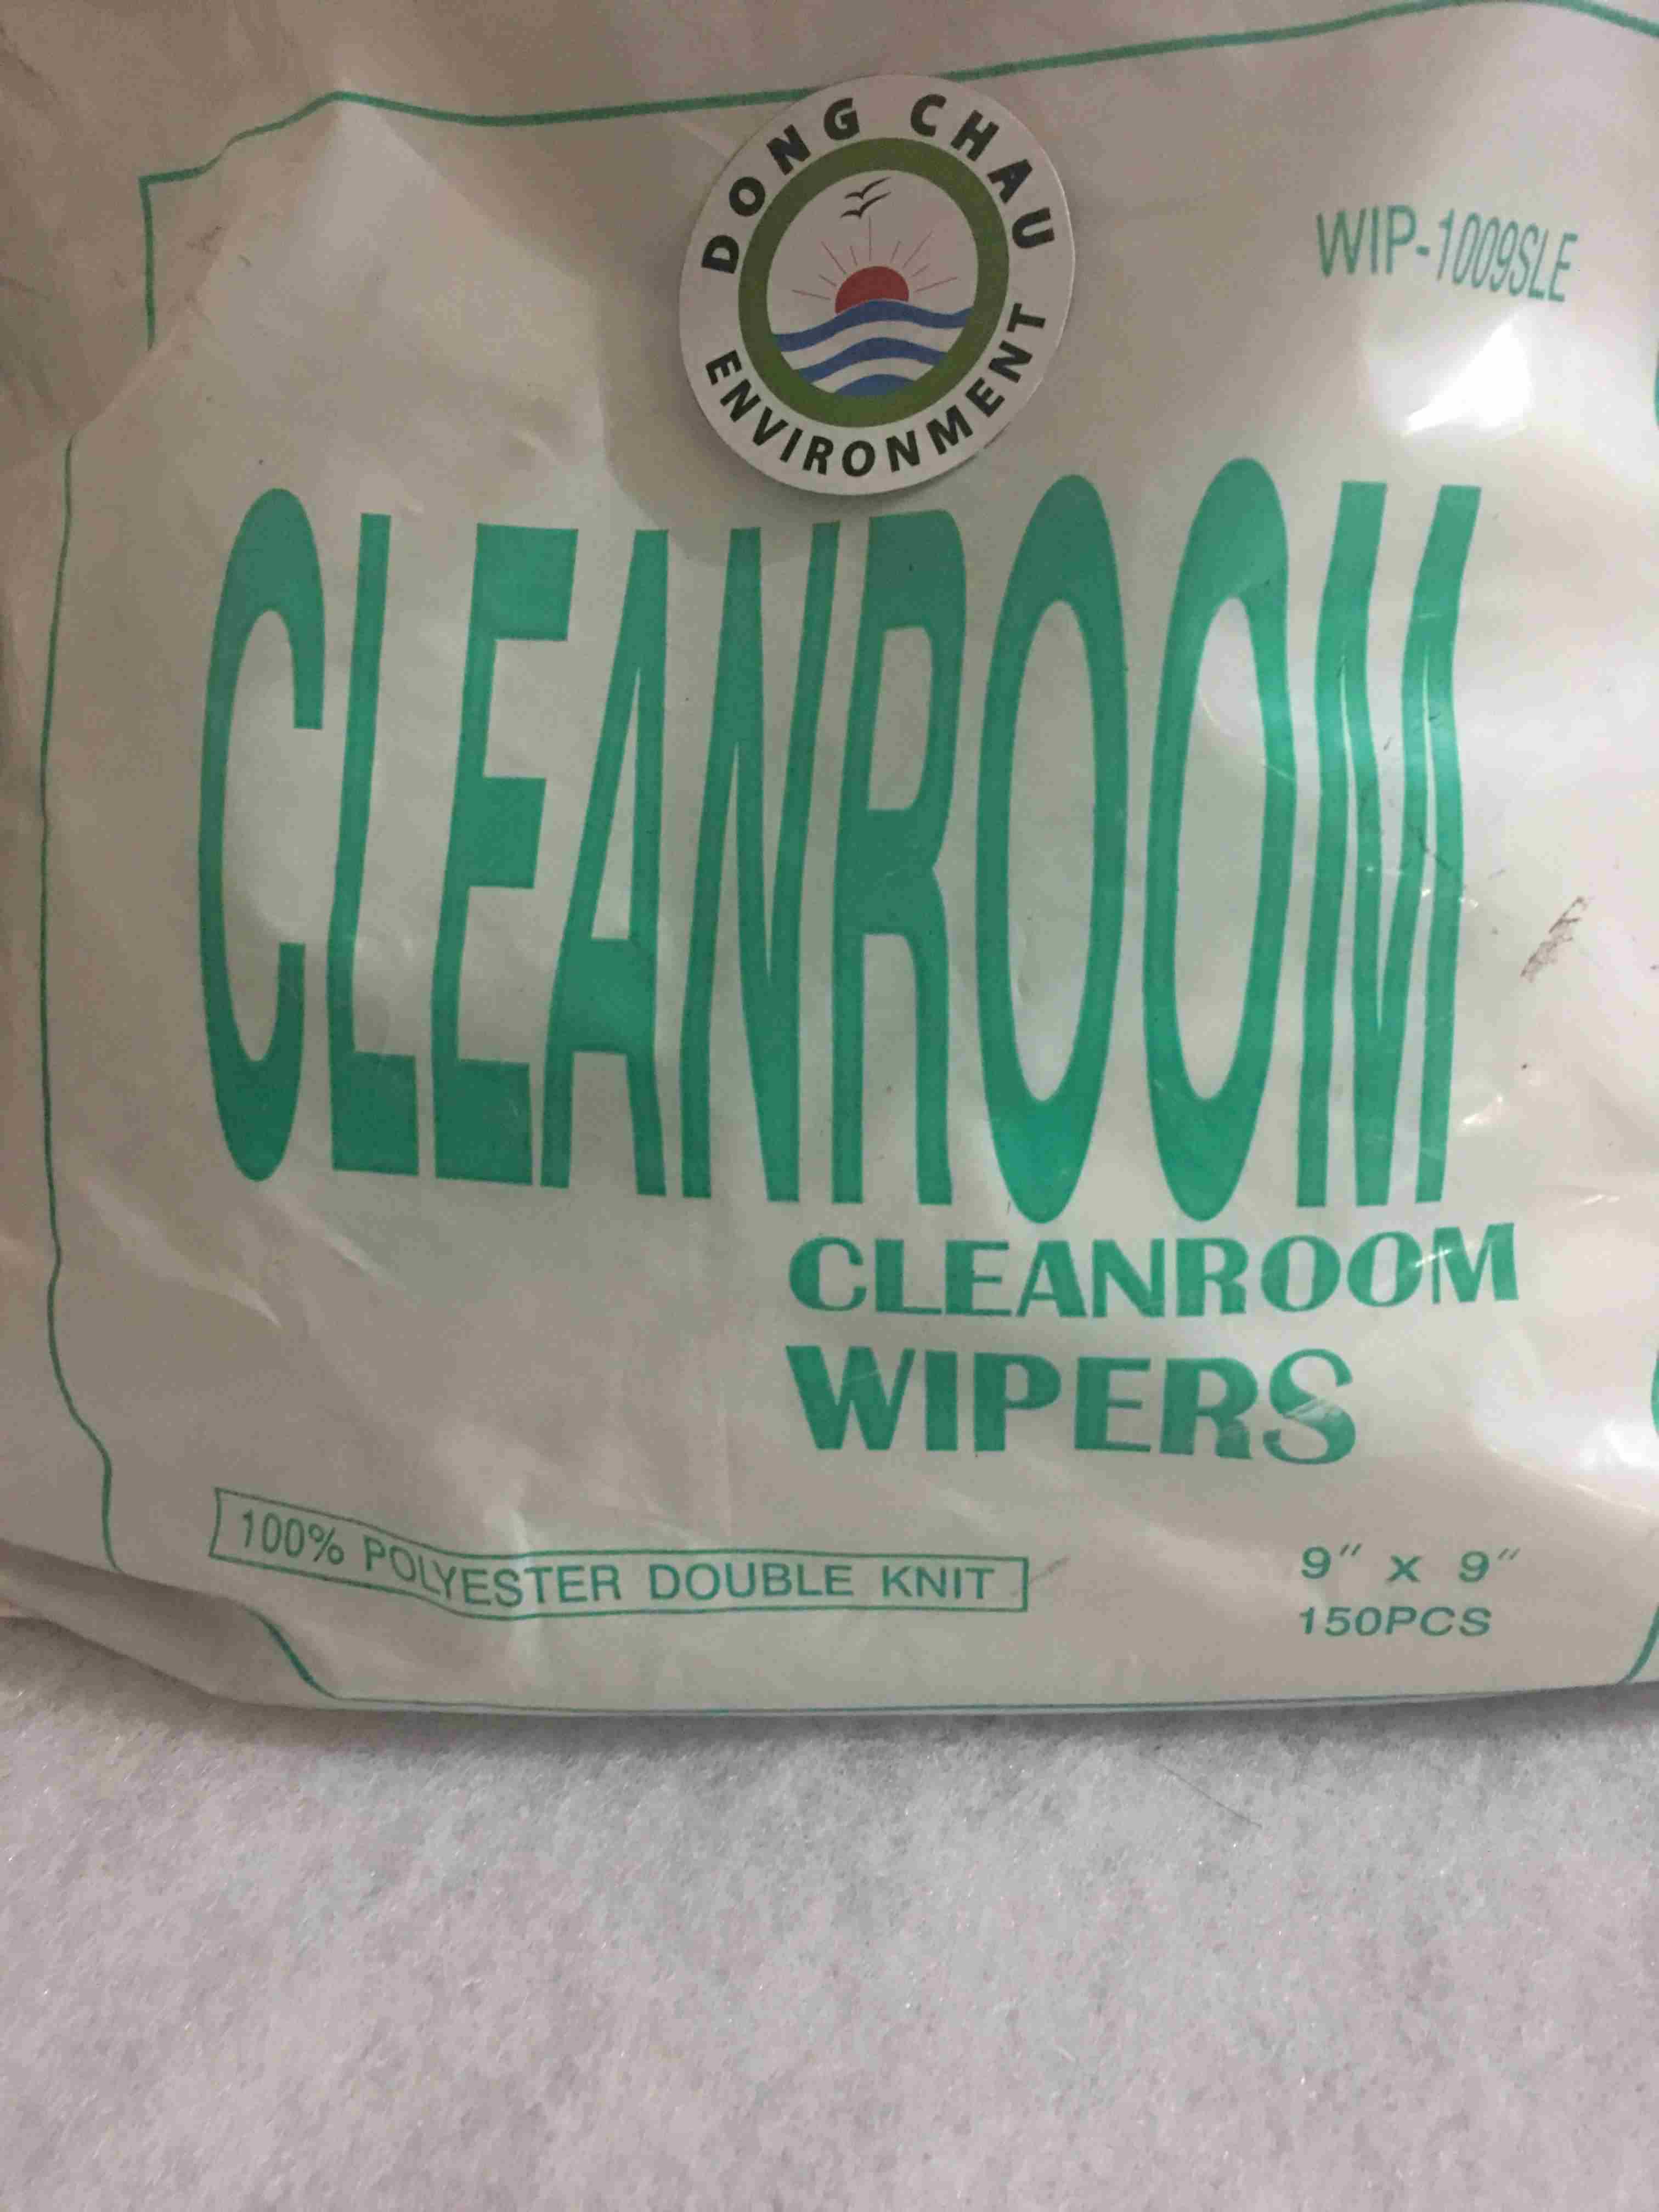 DONG CHAU
ENVIRONMENT
WIP-1009SLE
CLEANROOM
CLEANROOM
WIPERS
100% POLYESTER DOUBLE KNIT
9" x 9"
150PCS